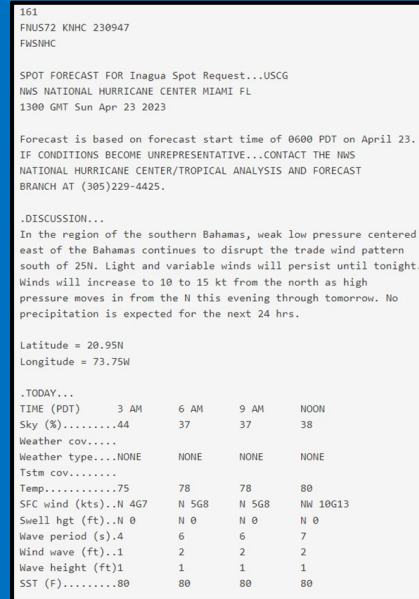 161
FNUS72 KNHC 230947
FWSNHC
SPOT FORECAST FOR Inagua Spot Request...USCG
NWS NATIONAL HURRICANE CENTER MIAMI FL
1300 GMT Sun Apr 23 2023
Forecast is based on forecast start time of 0600 PDT on April 23.
IF CONDITIONS BECOME UNREPRESENTATIVE...CONTACT THE NWS
NATIONAL HURRICANE CENTER/TROPICAL ANALYSIS AND FORECAST
BRANCH AT (305)229-4425.
.DISCUSSION...
In the region of the southern Bahamas, weak low pressure centered
east of the Bahamas continues to disrupt the trade wind pattern
south of 25N. Light and variable winds will persist until tonight.
Winds will increase to 10 to 15 kt from the north as high
pressure moves in from the N this evening through tomorrow. No
precipitation is expected for the next 24 hrs.
Latitude = 20.95N
Longitude = 73.75W
.TODAY...
TIME (PDT) 3 AM 6 AM 9 AM NOON
Sky (%).........44 37 37 38
Weather cov.....
Weather type....NONE NONE NONE NONE
Tstm cov........
Temp............75 78 78 80
SFC wind (kts)..N 4G7 N 5G8 N 5G8 NW 10G13
Swell hgt (ft)..N 0 N 0 N 0 N 0
Wave period (s).4 6 6 7
Wind wave (ft)..1 2 2 2
Wave height (ft)1 1 1 1
SST (F).........80 80 80 80